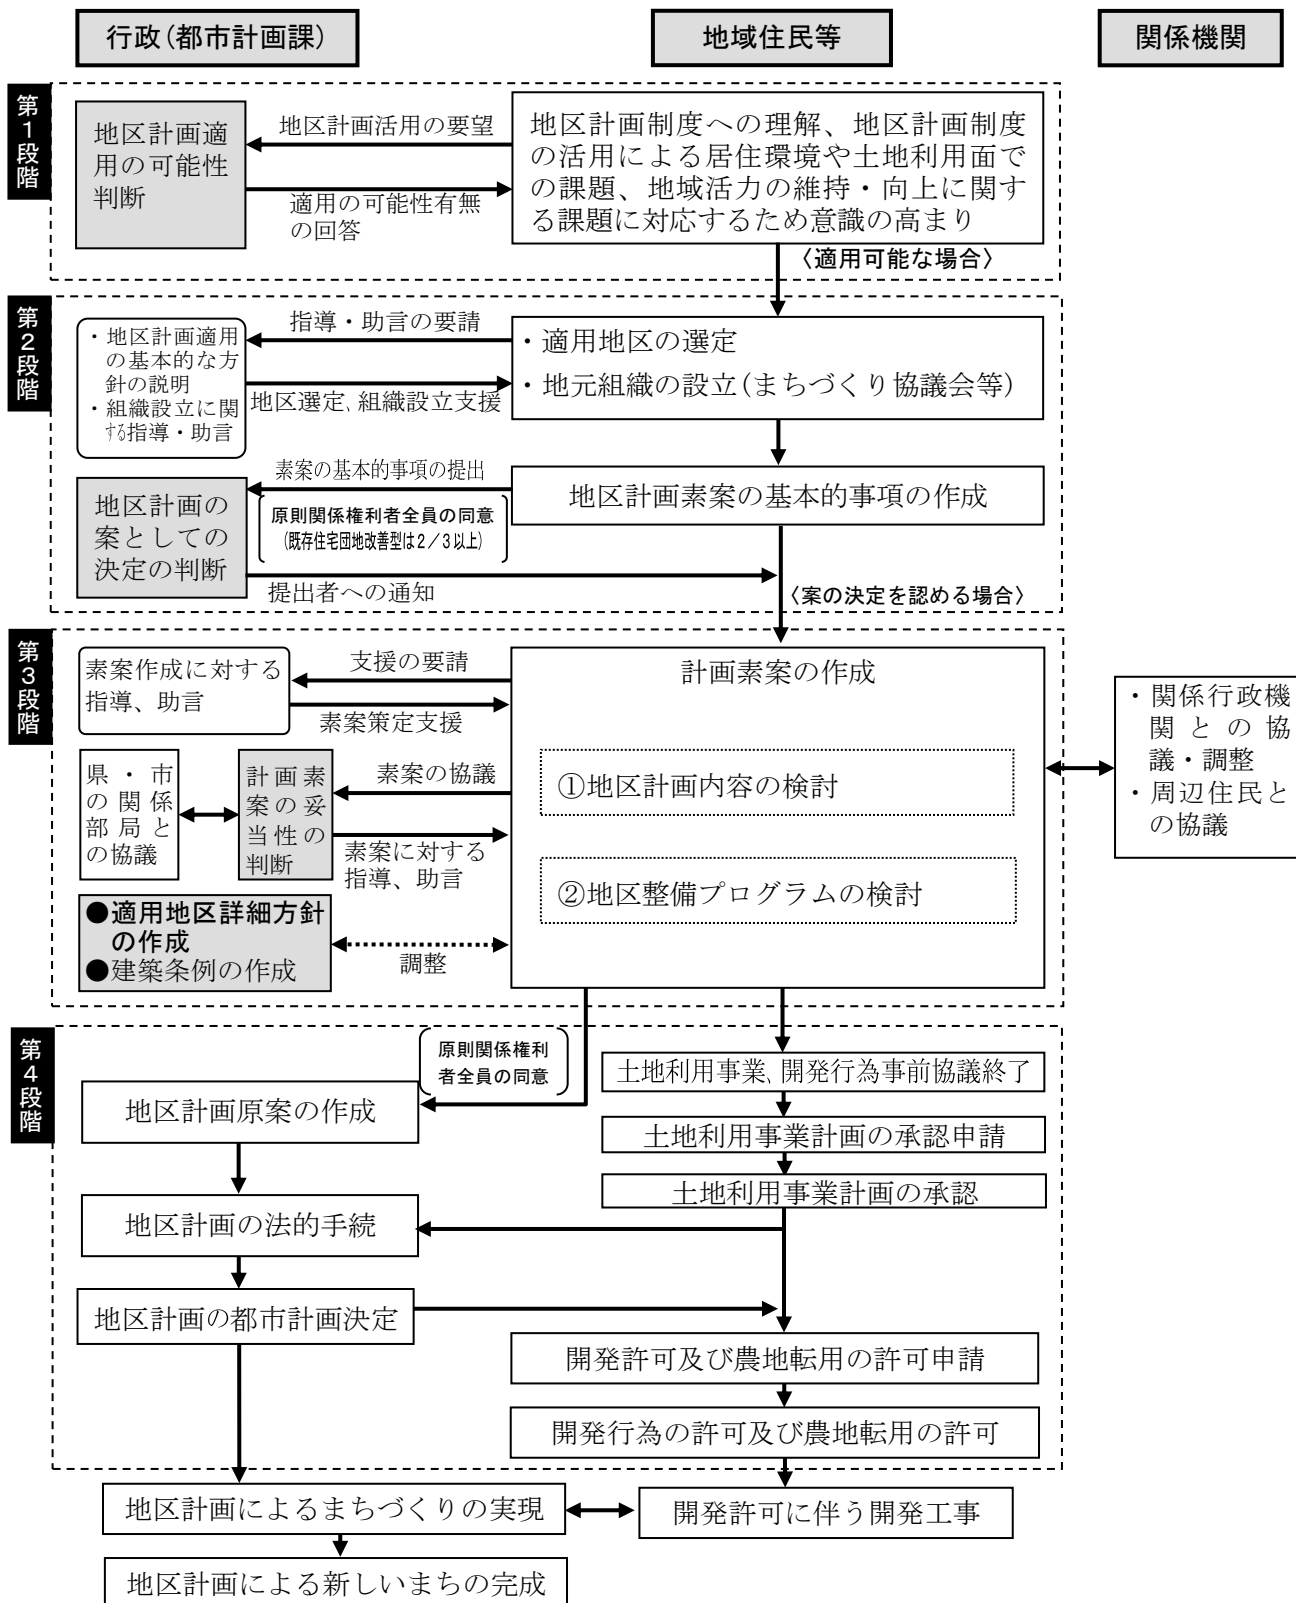 行政(都市計画課)
地域住民等
関係機関
第1段階
地区計画適
用の可能性
判断
地区計画活用の要望
適用の可能性有無
の回答
地区計画制度への理解、地区計画制度
の活用による居住環境や土地利用面で
の課題、地域活力の維持・向上に関す
る課題に対応するため意識の高まり
〈適用可能な場合〉
第2段階
・地区計画適用
の基本的な方
針の説明
・組織設立に関
する指導・助言
指導・助言の要請
地区選定、組織設立支援
・適用地区の選定
・地元組織の設立(まちづくり協議会等)
素案の基本的事項の提出
地区計画素案の基本的事項の作成
地区計画の
案としての
決定の判断
原則関係権利者全員の同意
(既存住宅団地改善型は2/3以上)
提出者への通知
〈案の決定を認める場合〉
第3段階
素案作成に対する
指導、助言
支援の要請
素案策定支援
計画素案の作成
①地区計画内容の検討
②地区整備プログラムの検討
県・市
の関係
部局と
の協議
計画素
案の妥
当性の
判断
素案の協議
素案に対する
指導、助言
●適用地区詳細方針
の作成
●建築条例の作成
調整
・関係行政機
関との協
議・調整
・周辺住民と
の協議
第4段階
原則関係権利
者全員の同意
地区計画原案の作成
土地利用事業、開発行為事前協議終了
土地利用事業計画の承認申請
土地利用事業計画の承認
地区計画の法的手続
地区計画の都市計画決定
開発許可及び農地転用の許可申請
開発行為の許可及び農地転用の許可
地区計画によるまちづくりの実現
開発許可に伴う開発工事
地区計画による新しいまちの完成